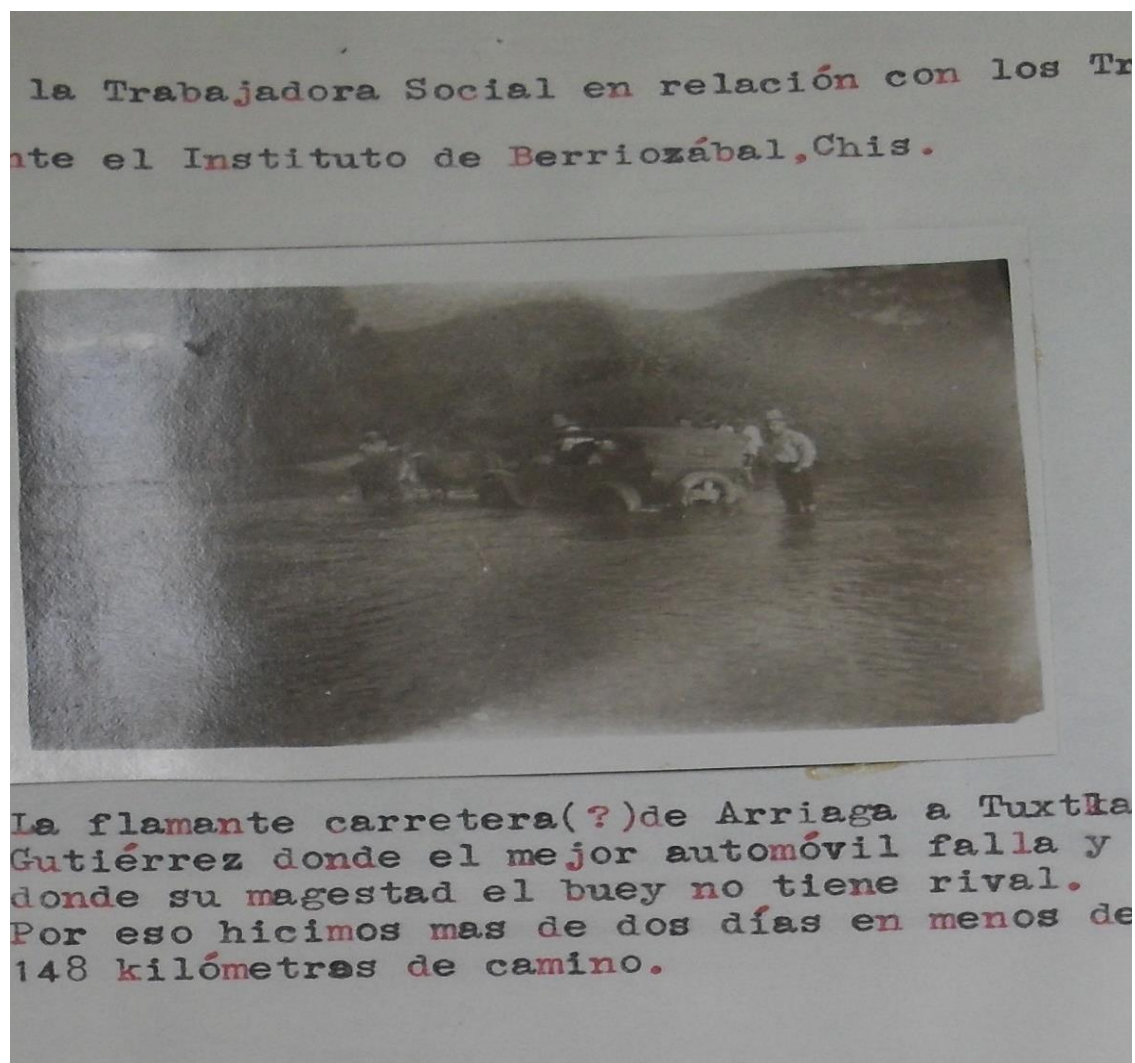 la Trabajadora Social en relación con los Tr
nte el Instituto de Berriozábal,Chis.
La flamante carretera(?)de Arriaga a Tuxtla
Gutiérrez donde el mejor automóvil falla y
donde su magestad el buey no tiene rival.
Por eso hicimos mas de dos días en menos de
148 kilómetros de camino.